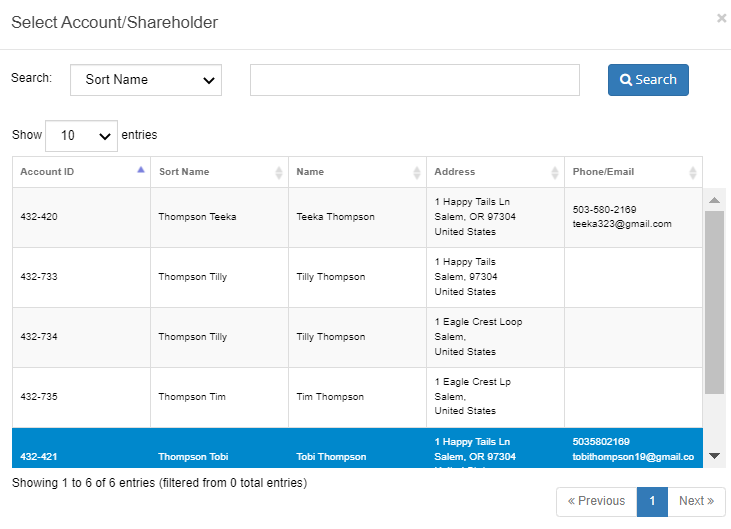 Select Account/Shareholder
×
Search: Sort Name Search
Show 10 entries
Account ID Sort Name Name Address Phone/Email
432-420 Thompson Teeka Teeka Thompson 1 Happy Tails Ln
Salem, OR 97304
United States
503-580-2169
teeka323@gmail.com
432-733 Thompson Tilly Tilly Thompson 1 Happy Tails
Salem, 97304
United States
432-734 Thompson Tilly Tilly Thompson 1 Eagle Crest Loop
Salem,
United States
432-735 Thompson Tim Tim Thompson 1 Eagle Crest Lp
Salem,
United States
432-421 Thompson Tobi Tobi Thompson 1 Happy Tails Ln
Salem, OR 97304
5035802169
tobithompson19@gmail.co
Showing 1 to 6 of 6 entries (filtered from 0 total entries)
« Previous 1 Next »